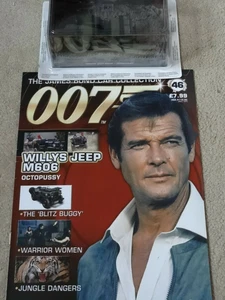 THE JAMES BOND CAR COLLECTION
46
£7.99
007
WILLYS JEEP
M606
OCTOPUSSY
•THE 'BLITZ BUGGY'
•WARRIOR WOMEN
•JUNGLE DANGERS